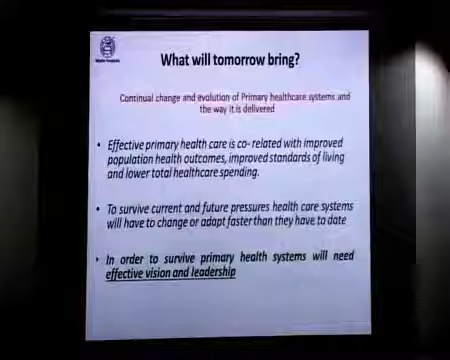 What will tomorrow bring?
Continual change and evolution of Primary healthcare systems and
the way it is delivered
• Effective primary health care is co- related with improved
population health outcomes, improved standards of living
and lower total healthcare spending.
• To survive current and future pressures health care systems
will have to change or adapt faster than they have to date
• In order to survive primary health systems will need
effective vision and leadership